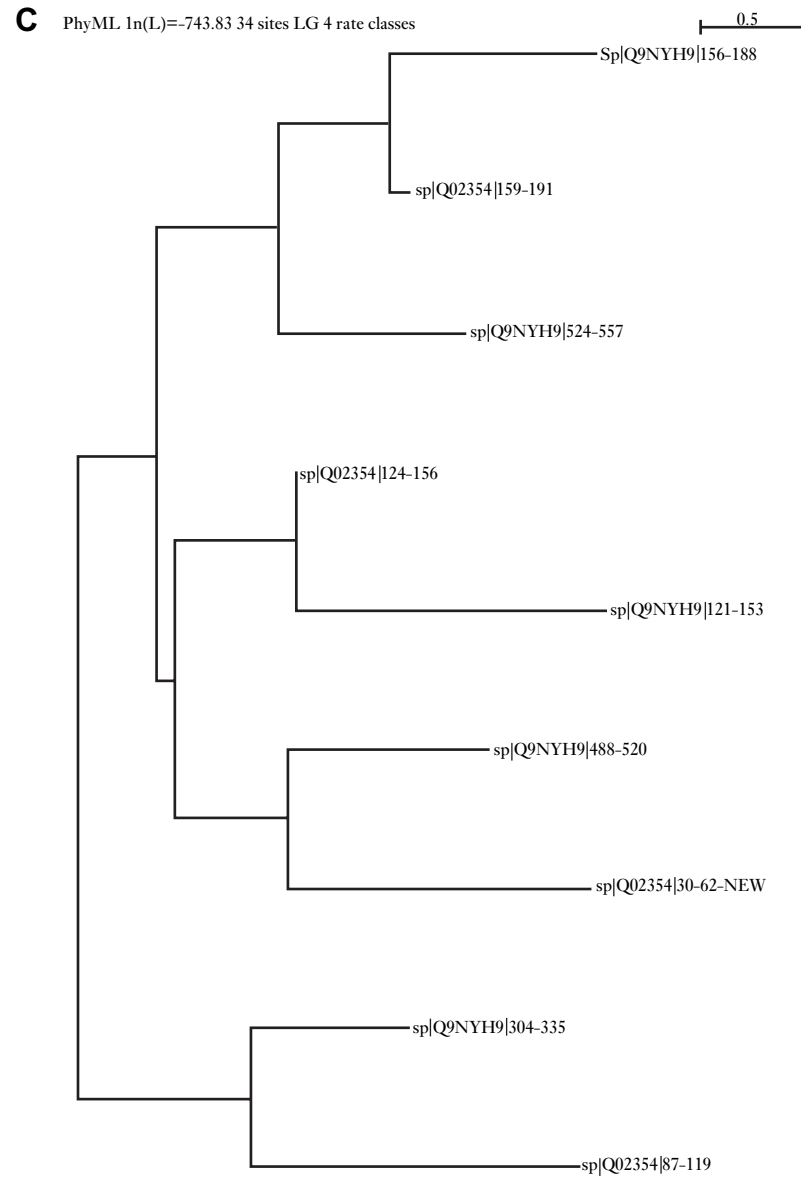 C PhyML 1n(L)=-743.83 34 sites LG 4 rate classes
0.5
Sp|Q9NYH9|156-188
sp|Q02354|159-191
sp|Q9NYH9|524-557
sp|Q02354|124-156
sp|Q9NYH9|121-153
sp|Q9NYH9|488-520
sp|Q02354|30-62-NEW
sp|Q9NYH9|304-335
sp|Q02354|87-119